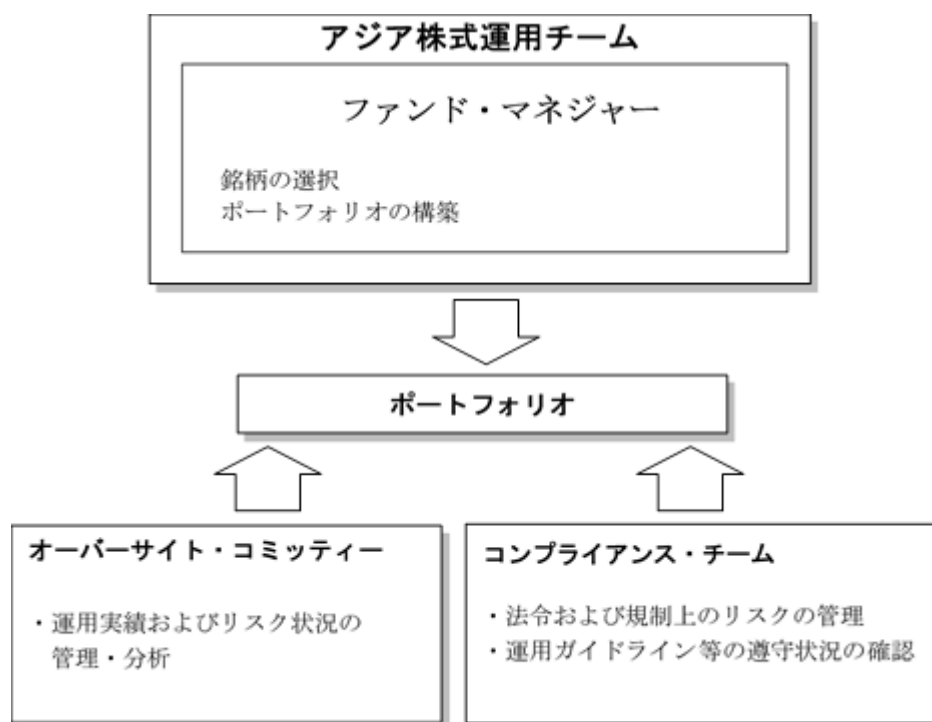 アジア株式運用チーム
ファンド・マネジャー
銘柄の選択
ポートフォリオの構築
ポートフォリオ
オーバーサイト・コミッティー
・運用実績およびリスク状況の
管理・分析
コンプライアンス・チーム
・法令および規制上のリスクの管理
・運用ガイドライン等の遵守状況の確認